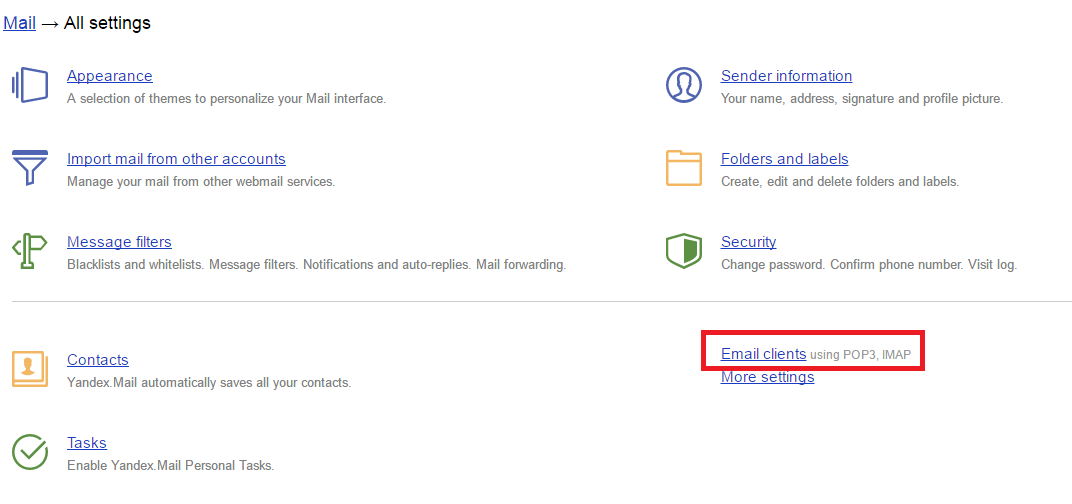 Mail → All settings
Appearance
A selection of themes to personalize your Mail interface.
Sender information
Your name, address, signature and profile picture.
Import mail from other accounts
Manage your mail from other webmail services.
Folders and labels
Create, edit and delete folders and labels.
Message filters
Blacklists and whitelists. Message filters. Notifications and auto-replies. Mail forwarding.
Security
Change password. Confirm phone number. Visit log.
Contacts
Yandex.Mail automatically saves all your contacts.
Email clients using POP3, IMAP
More settings
Tasks
Enable Yandex.Mail Personal Tasks.